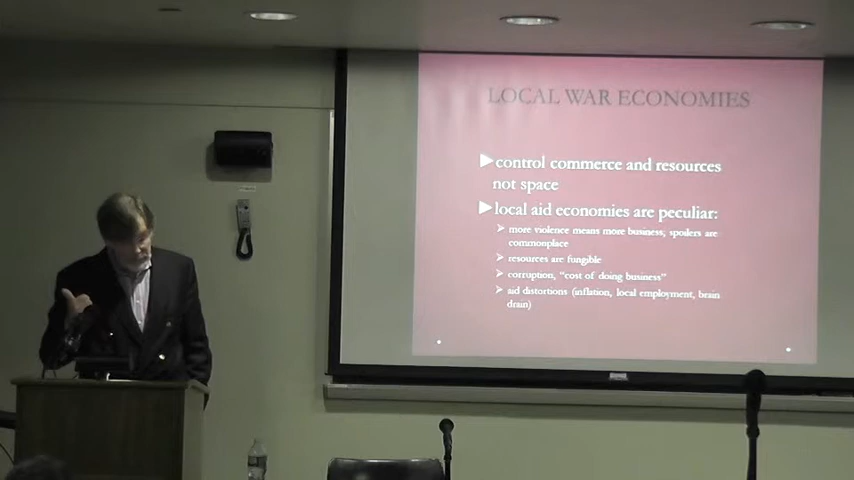 LOCAL WAR ECONOMIES
control commerce and resources
not space
local aid economies are peculiar:
more violence means more business, spoilers are
commonplace
resources are fungible
corruption, "cost of doing business"
aid distortions (inflation, local employment, brain
drain)